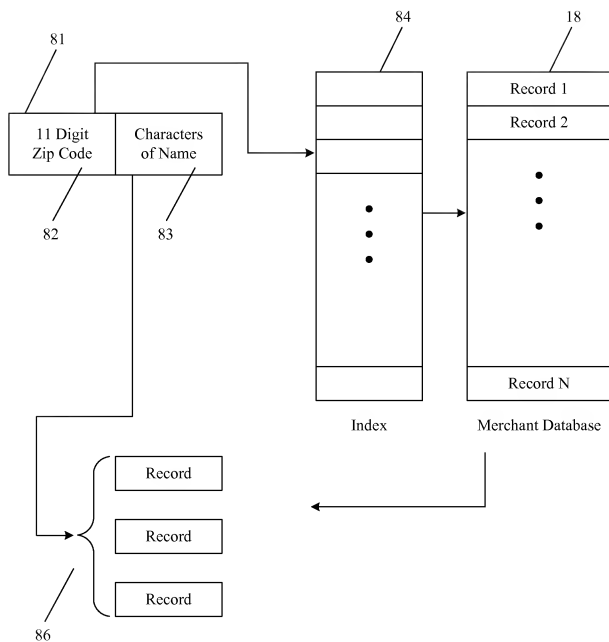 81
84
18
11 Digit
Zip Code
Characters
of Name
Record 1
Record 2
82
83
Record N
Index
Merchant Database
Record
Record
Record
86